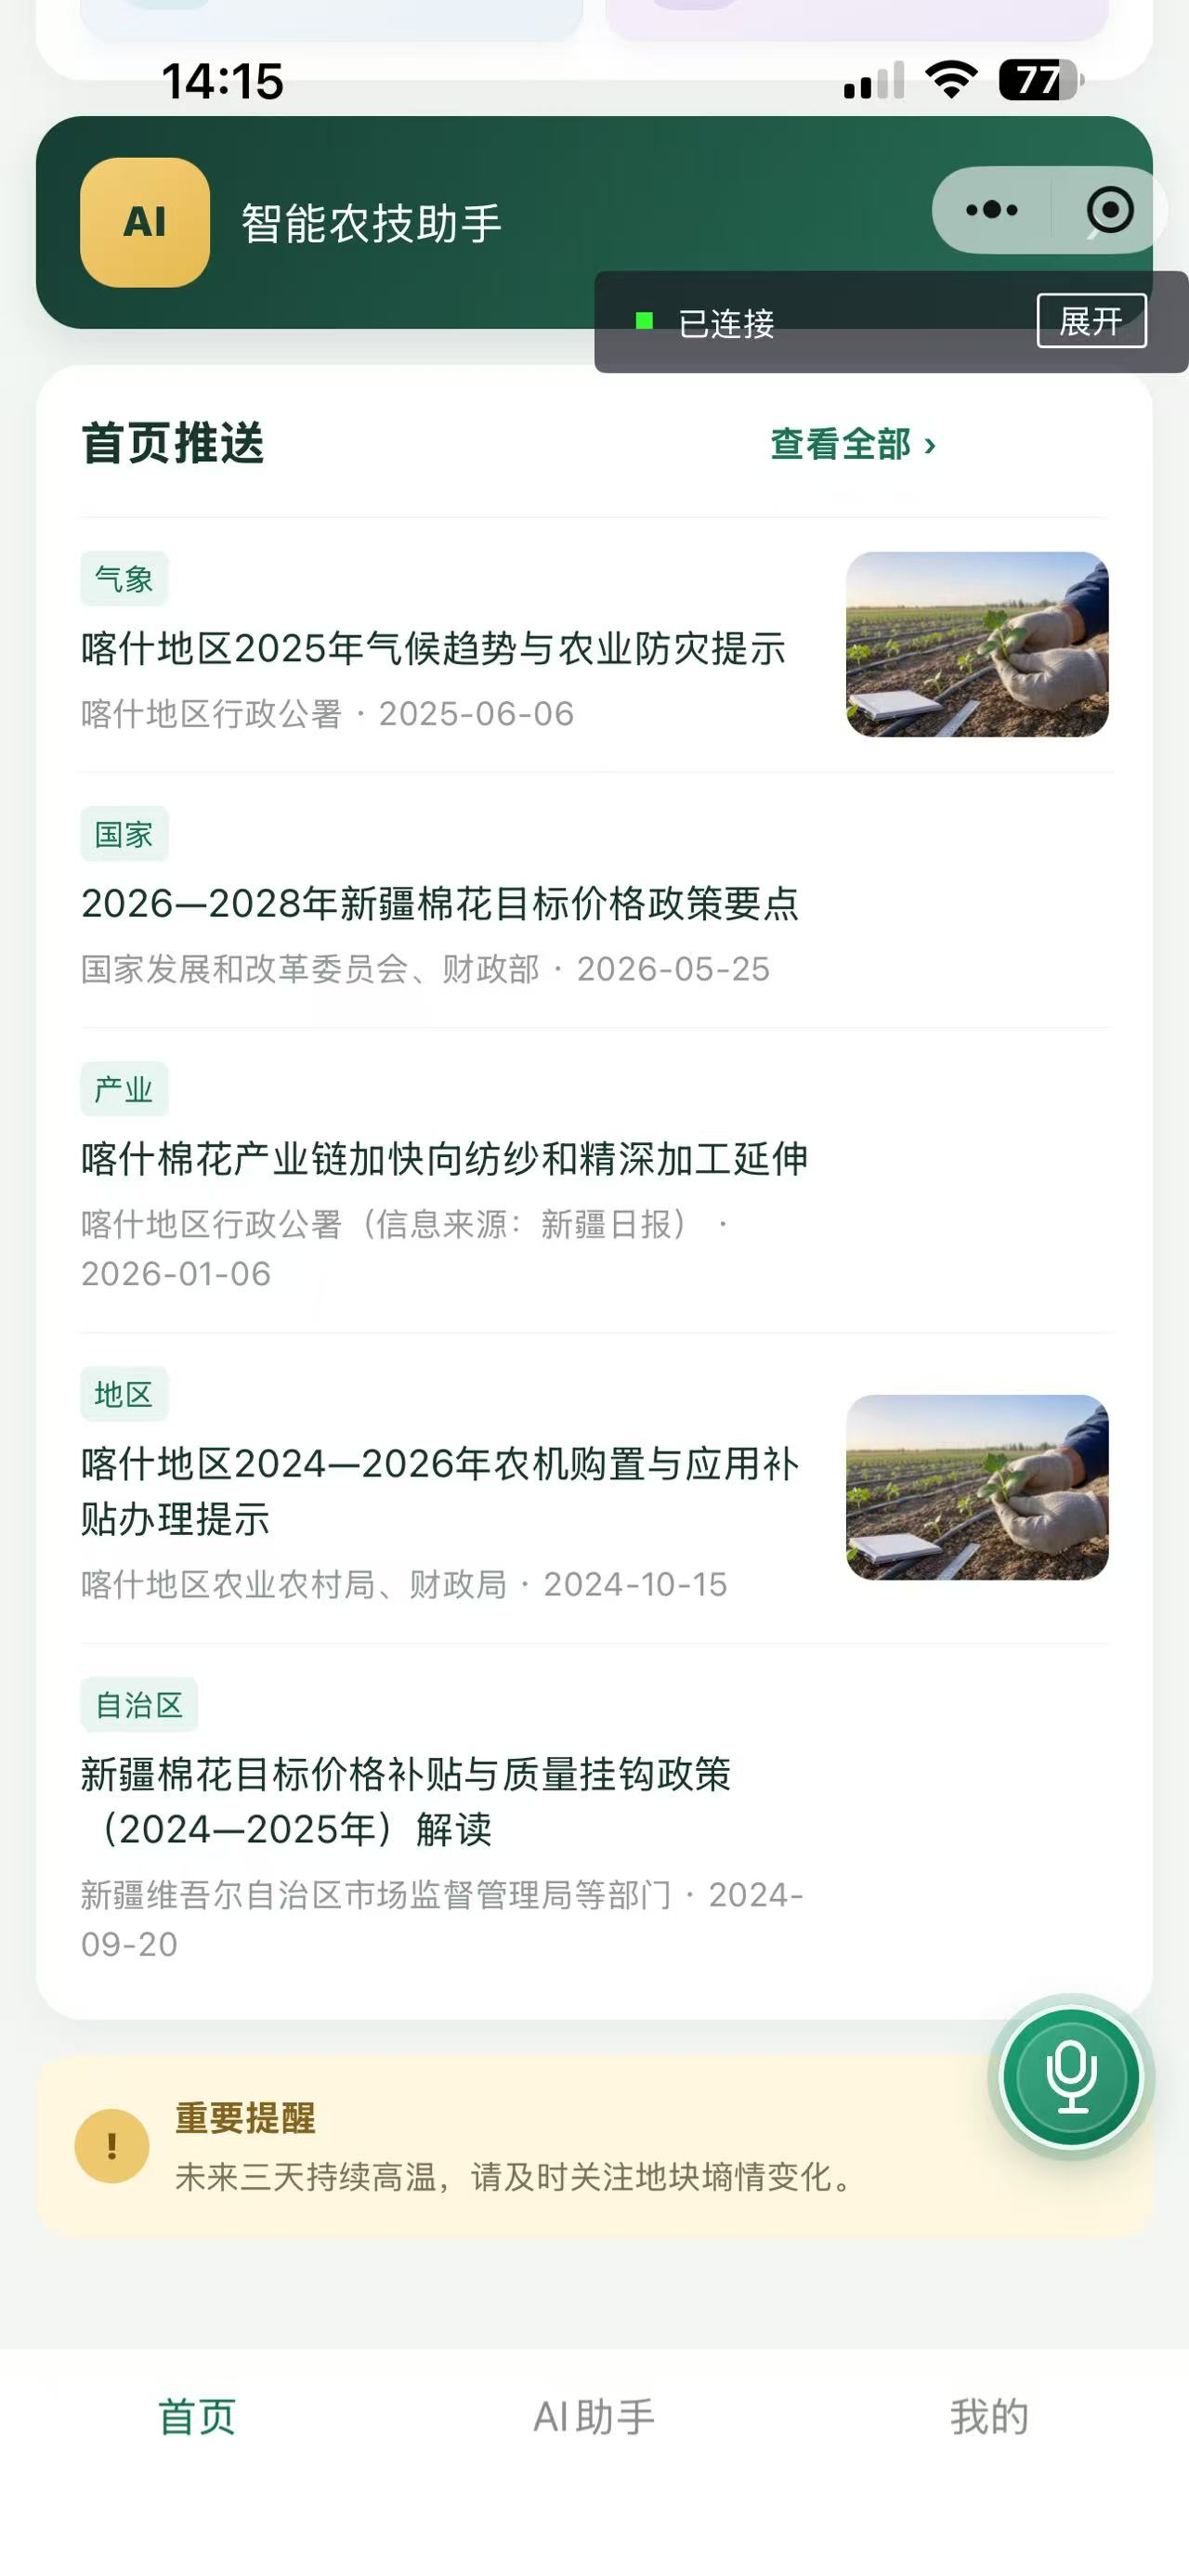 14:15
77
AI
智能农技助手
已连接
展开
首页推送
查看全部 ›
气象
喀什地区2025年气候趋势与农业防灾提示
喀什地区行政公署 · 2025-06-06
国家
2026—2028年新疆棉花目标价格政策要点
国家发展和改革委员会、财政部 · 2026-05-25
产业
喀什棉花产业链加快向纺纱和精深加工延伸
喀什地区行政公署（信息来源：新疆日报） ·
2026-01-06
地区
喀什地区2024—2026年农机购置与应用补
贴办理提示
喀什地区农业农村局、财政局 · 2024-10-15
自治区
新疆棉花目标价格补贴与质量挂钩政策
（2024—2025年）解读
新疆维吾尔自治区市场监督管理局等部门 · 2024-
09-20
!
重要提醒
未来三天持续高温，请及时关注地块墒情变化。
首页
AI助手
我的